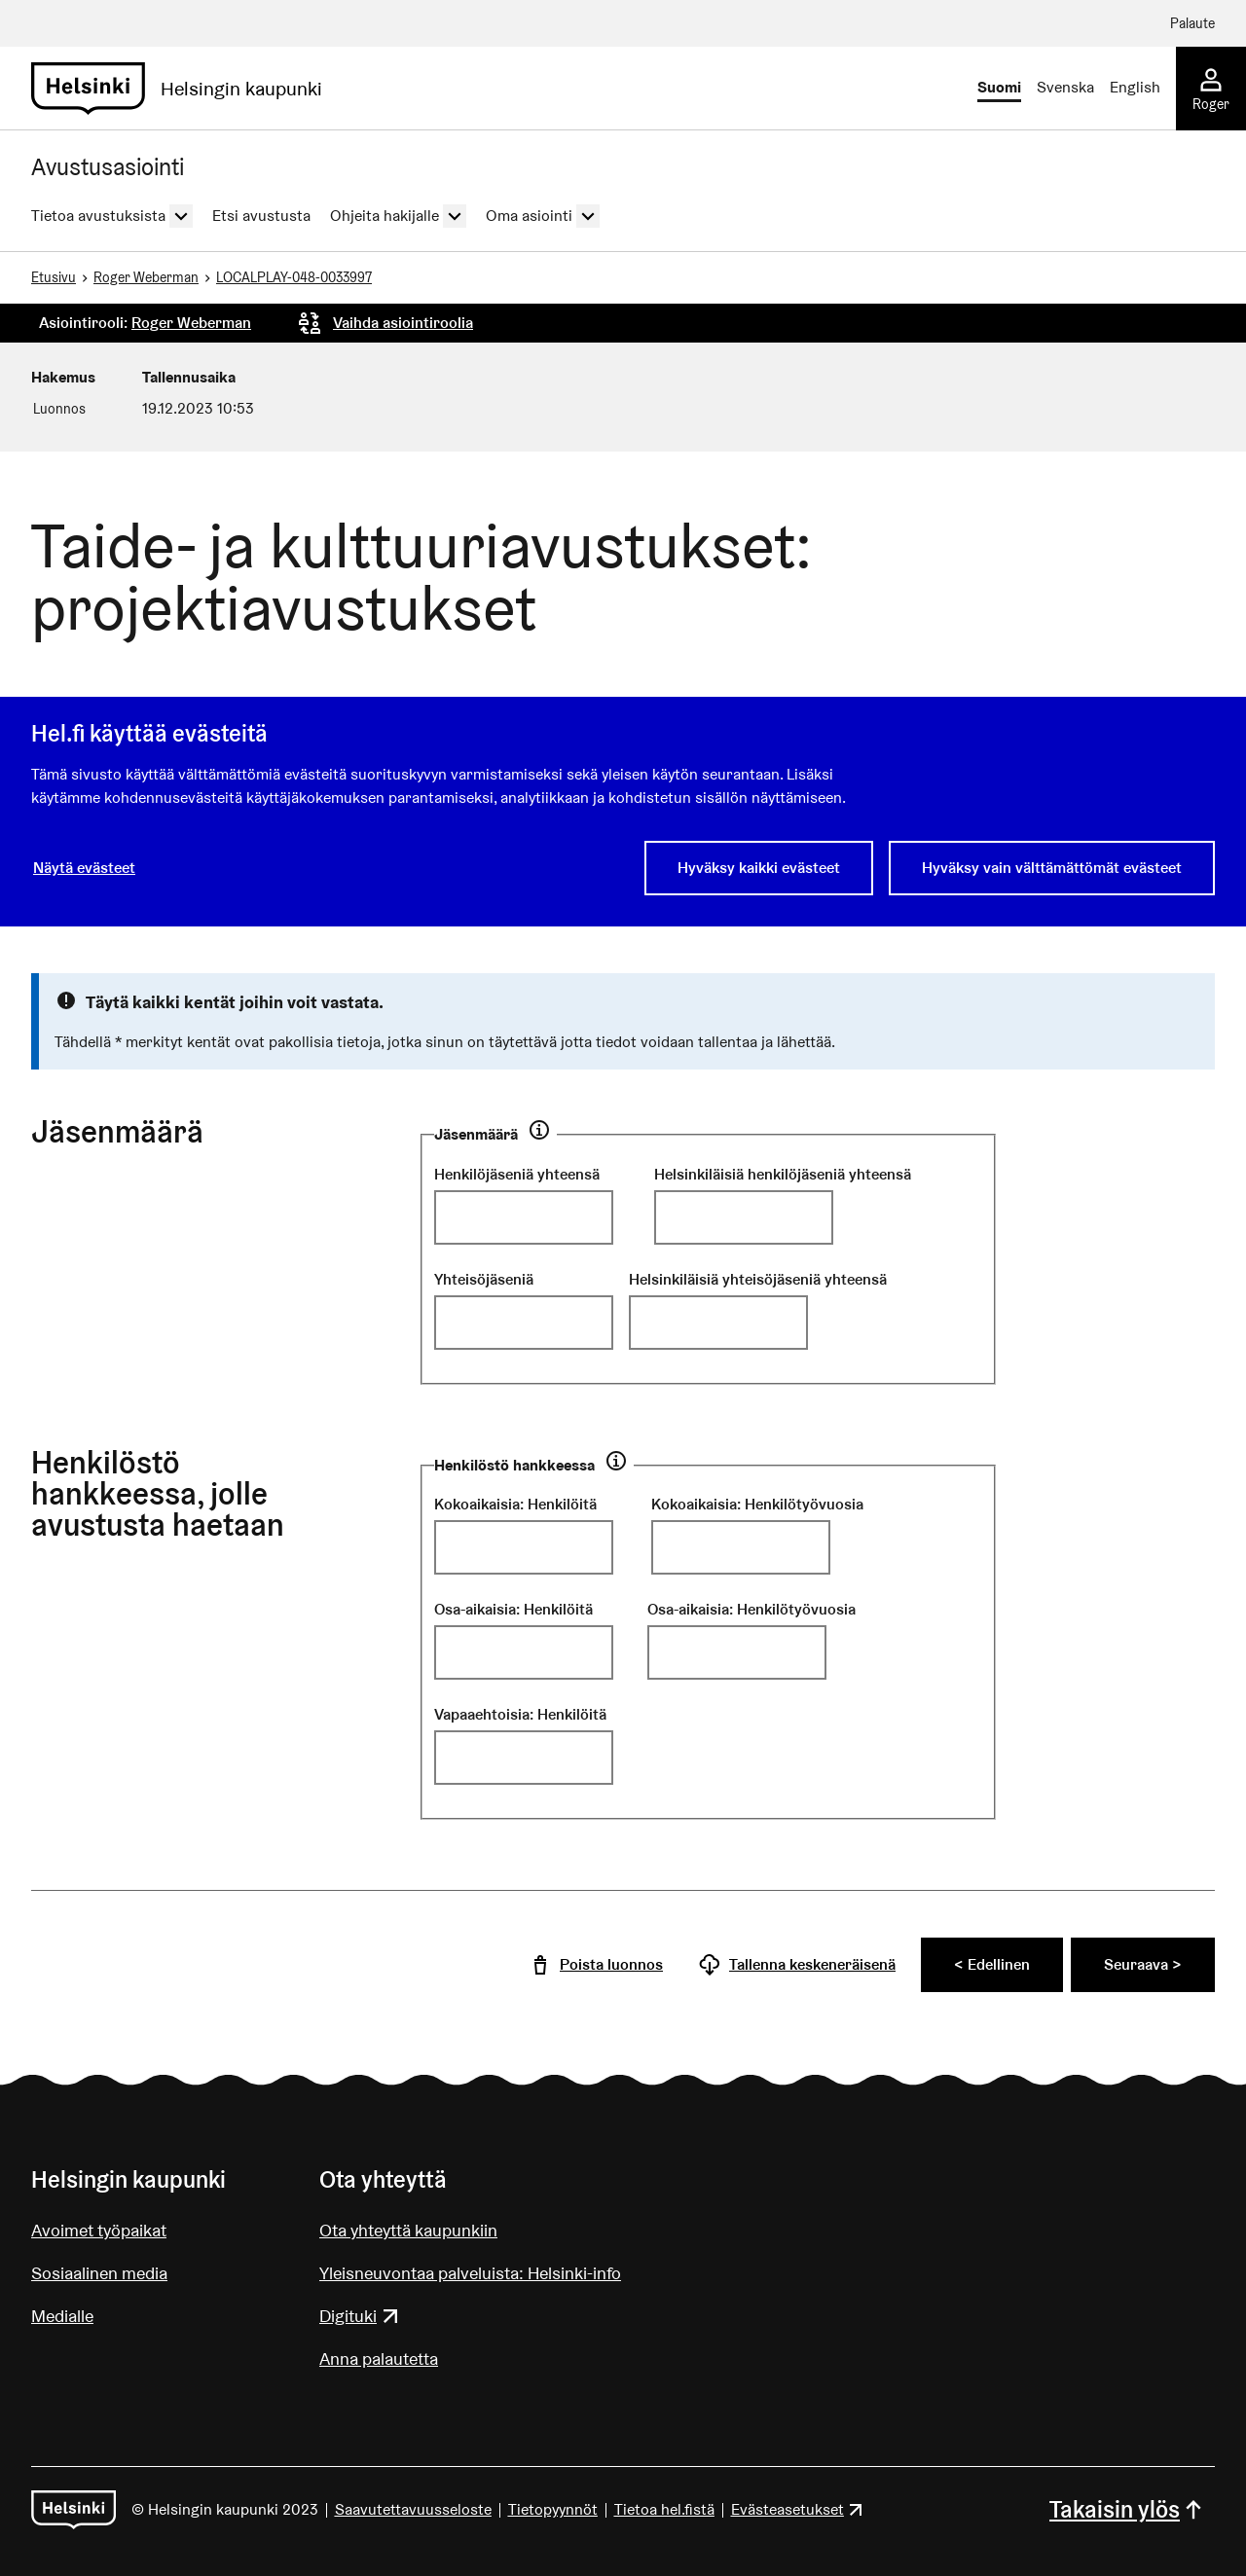 Palaute
Helsinki
Helsingin kaupunki
Suomi Svenska English
Roger
Avustusasiointi
Tietoa avustuksista Etsi avustusta Ohjeita hakijalle Oma asiointi
Etusivu > Roger Weberman > LOCALPLAY-048-0033997
Asiointirooli: Roger Weberman Vaihda asiointiroolia
Hakemus Tallennusaika
Luonnos 19.12.2023 10:53
Taide- ja kulttuuriavustukset:
projektiavustukset
Hel.fi käyttää evästeitä
Tämä sivusto käyttää välttämättömiä evästeitä suorituskyvyn varmistamiseksi sekä yleisen käytön seurantaan. Lisäksi
käytämme kohdennusevästeitä käyttäjäkokemuksen parantamiseksi, analytiikkaan ja kohdistetun sisällön näyttämiseen.
Näytä evästeet Hyväksy kaikki evästeet Hyväksy vain välttämättömät evästeet
Täytä kaikki kentät joihin voit vastata.
Tähdellä * merkityt kentät ovat pakollisia tietoja, jotka sinun on täytettävä jotta tiedot voidaan tallentaa ja lähettää.
Jäsenmäärä
Jäsenmäärä
Henkilöjäseniä yhteensä Helsinkiläisiä henkilöjäseniä yhteensä
Yhteisöjäseniä Helsinkiläisiä yhteisöjäseniä yhteensä
Henkilöstö
hankkeessa, jolle
avustusta haetaan
Henkilöstö hankkeessa
Kokoaikaisia: Henkilöitä Kokoaikaisia: Henkilötyövuosia
Osa-aikaisia: Henkilöitä Osa-aikaisia: Henkilötyövuosia
Vapaaehtoisia: Henkilöitä
Poista luonnos Tallenna keskeneräisenä < Edellinen Seuraava >
Helsingin kaupunki
Avoimet työpaikat
Sosiaalinen media
Medialle
Ota yhteyttä
Ota yhteyttä kaupunkiin
Yleisneuvontaa palveluista: Helsinki-info
Digituki
Anna palautetta
Helsinki
© Helsingin kaupunki 2023 | Saavutettavuusseloste | Tietopyynnöt | Tietoa hel.fistä | Evästeasetukset
Takaisin ylös